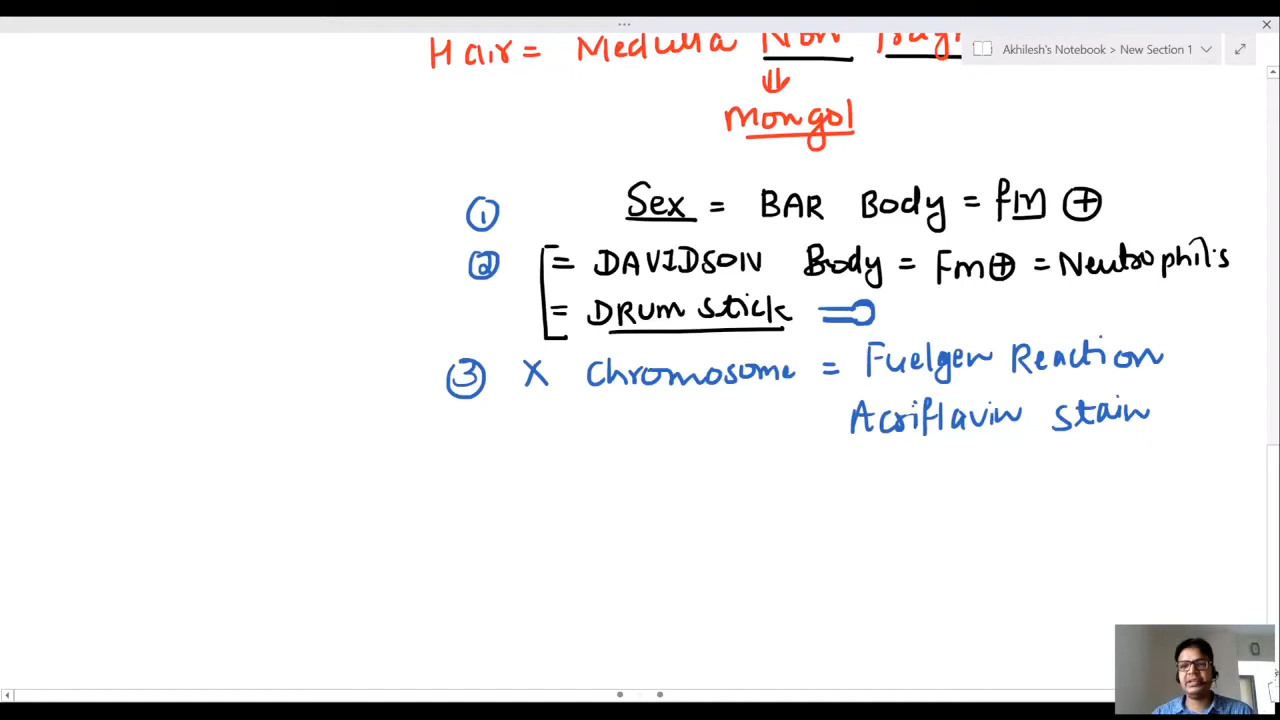 Akhilesh's Notebook > New Section 1
Hair = Medulla Non
Mongol
① Sex = BAR Body = fm ⊕
② = DAVIDSON Body = Fm⊕ = Neutrophils
= DRUM stick
③ X Chromosome = Fuelgen Reaction
Acriflavin stain